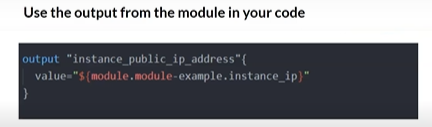 Use the output from the module in your code
output "instance_public_ip_address"{
value="${module.module-example.instance_ip}"
}